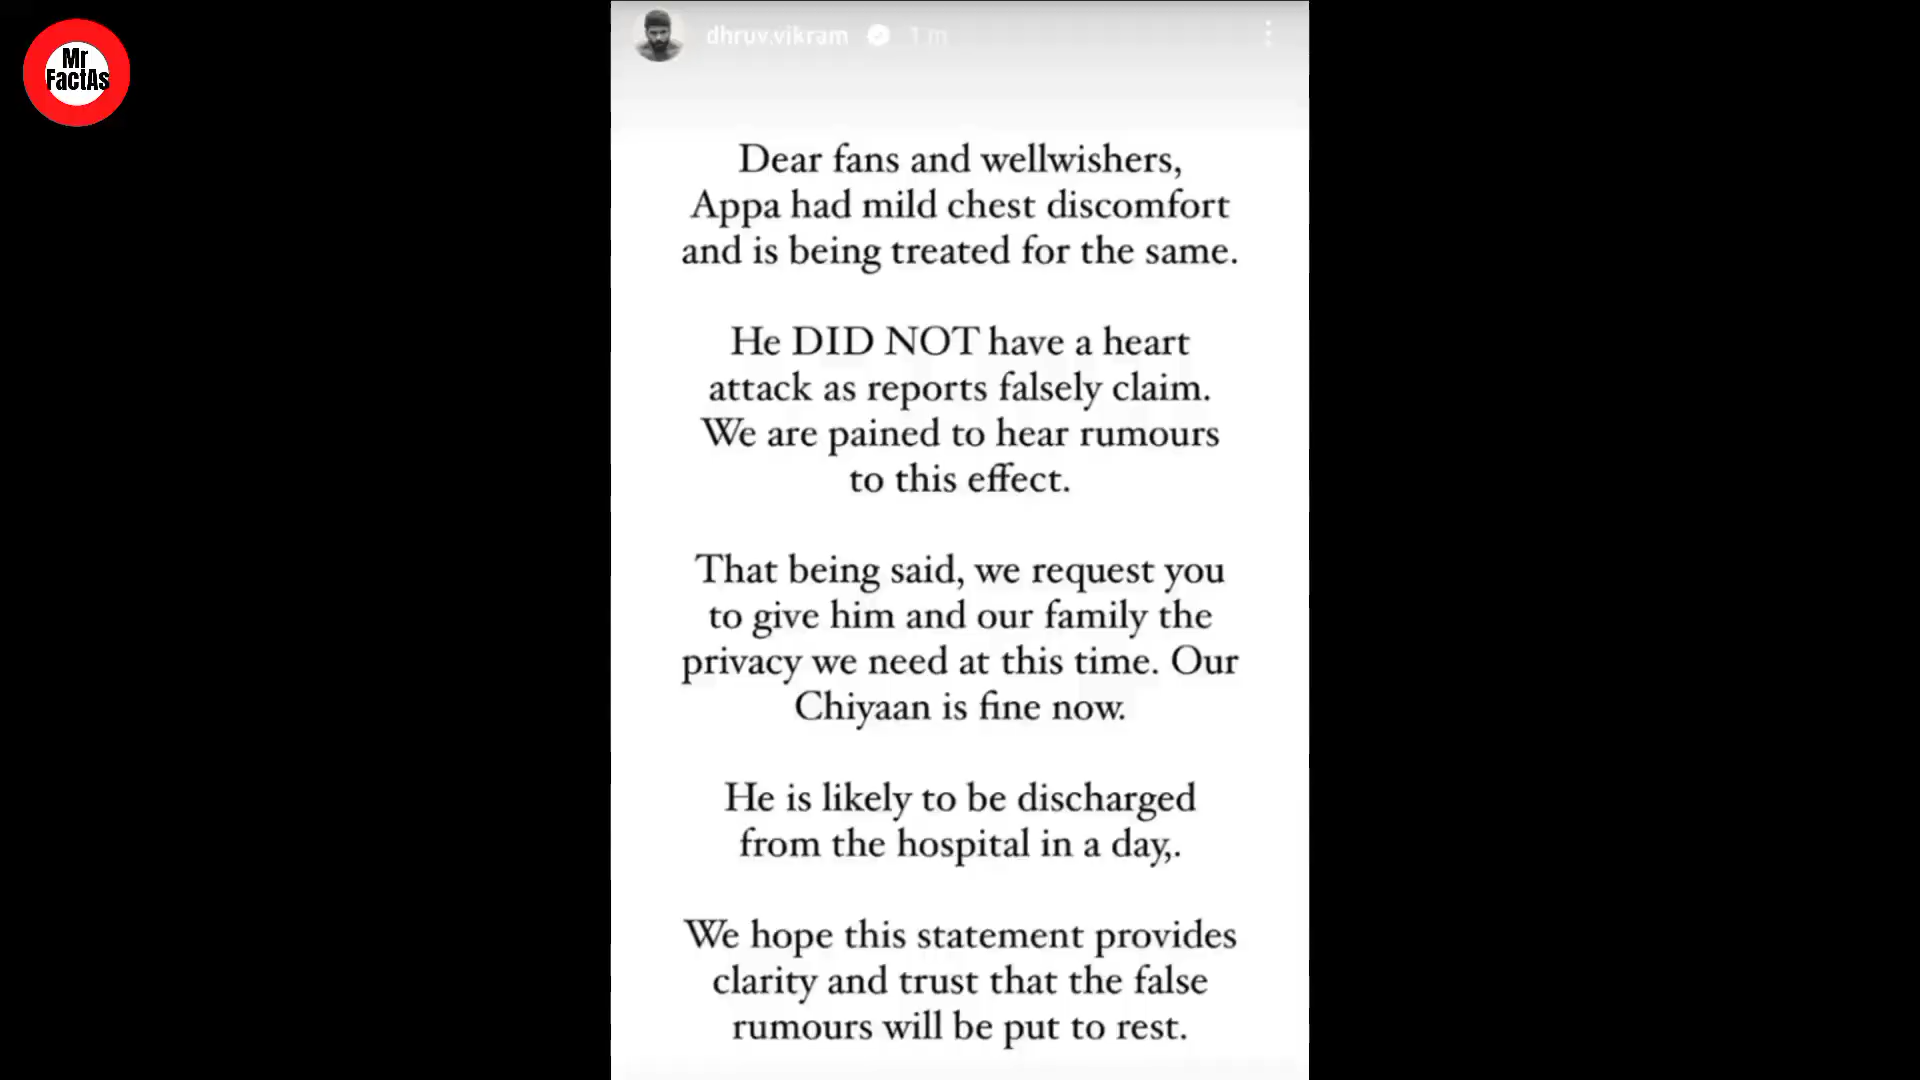 Mr
FactAs
dhruv.vikram 1 m
Dear fans and wellwishers,
Appa had mild chest discomfort
and is being treated for the same.
He DID NOT have a heart
attack as reports falsely claim.
We are pained to hear rumours
to this effect.
That being said, we request you
to give him and our family the
privacy we need at this time. Our
Chiyaan is fine now.
He is likely to be discharged
from the hospital in a day,.
We hope this statement provides
clarity and trust that the false
rumours will be put to rest.